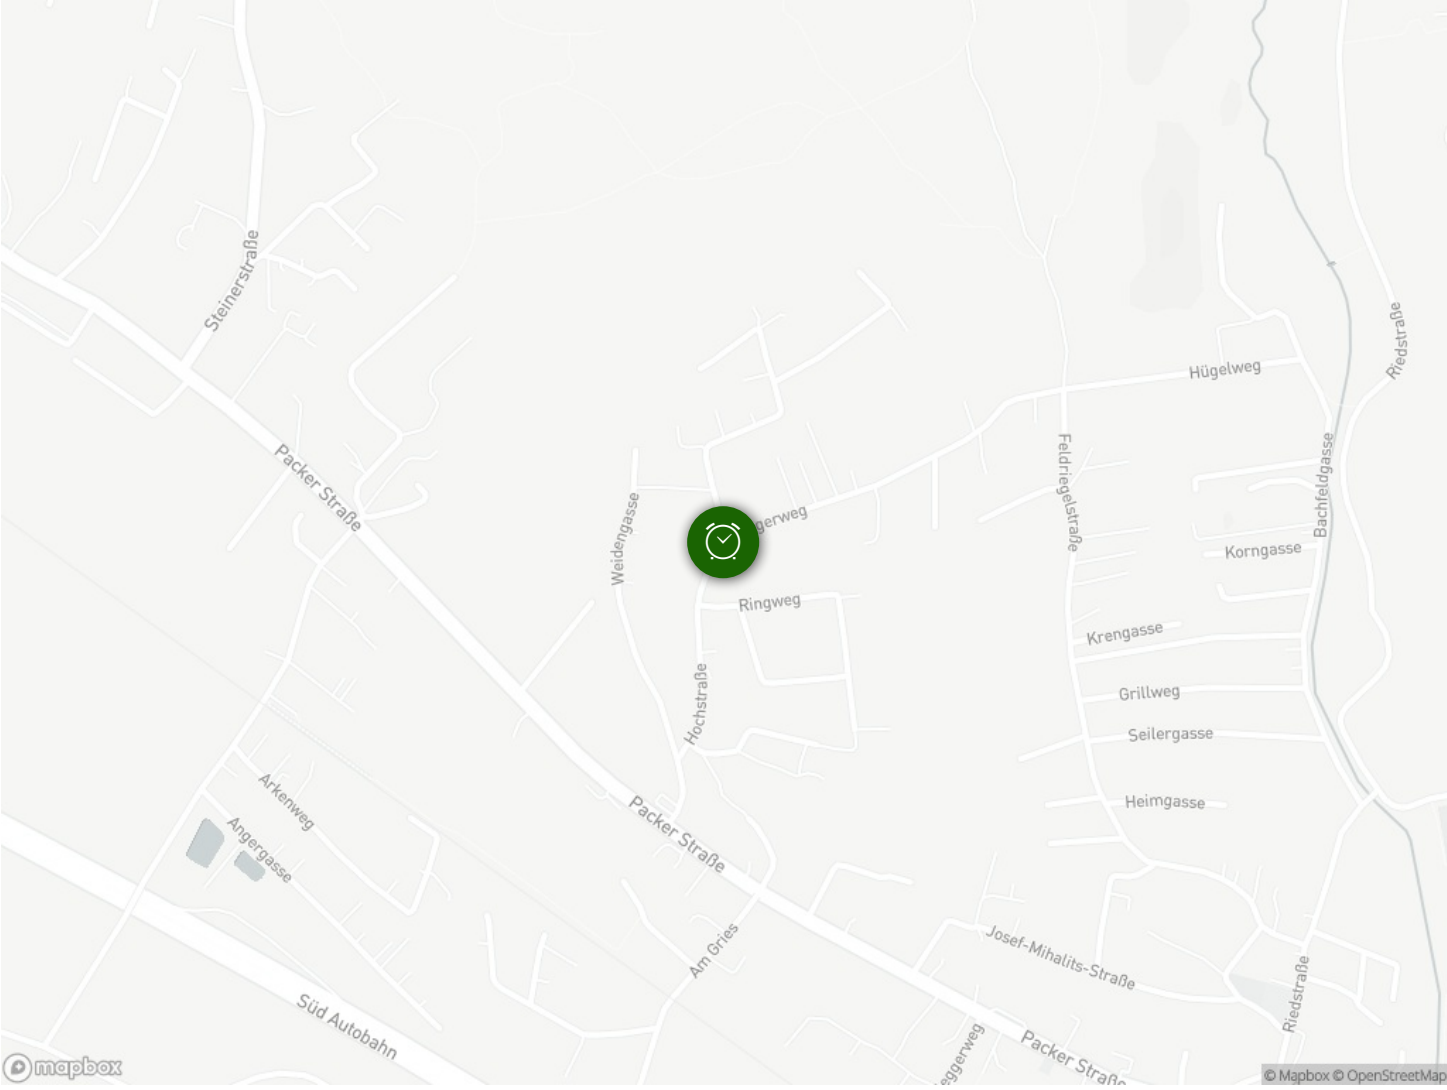 Steinerstraße
Riedstraße
Hügelweg
Packer Straße
Feldriegelstraße
Bachfeldgasse
Weidengasse
Korngasse
Ringweg
Krengasse
Hochstraße
Grillweg
Seilergasse
Arkenweg
Heimgasse
Angergasse
Packer Straße
Am Gries
Josef-Mihalits-Straße
Riedstraße
Süd Autobahn
Packer Straße
mapbox
© Mapbox © OpenStreetMap